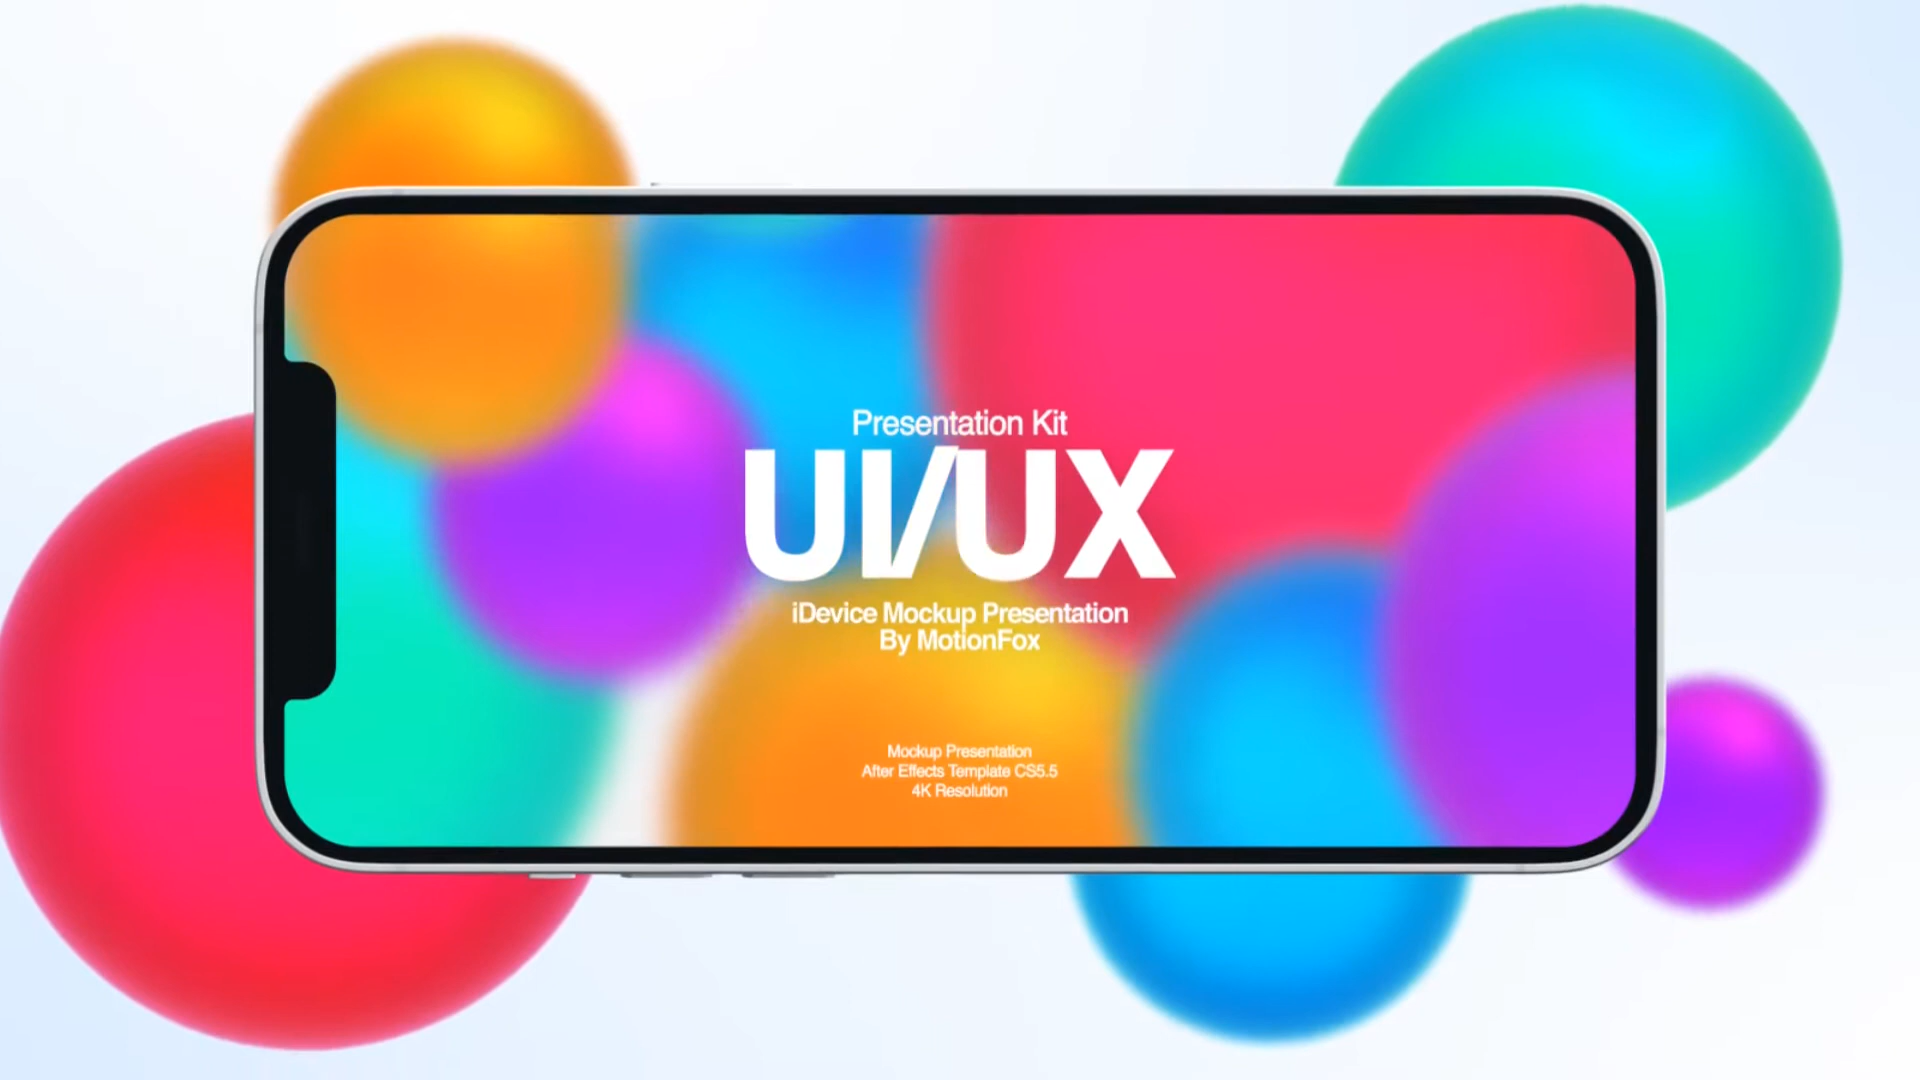 Presentation Kit
UI/UX
iDevice Mockup Presentation
By MotionFox
Mockup Presentation
After Effects Template CS5.5
4K Resolution